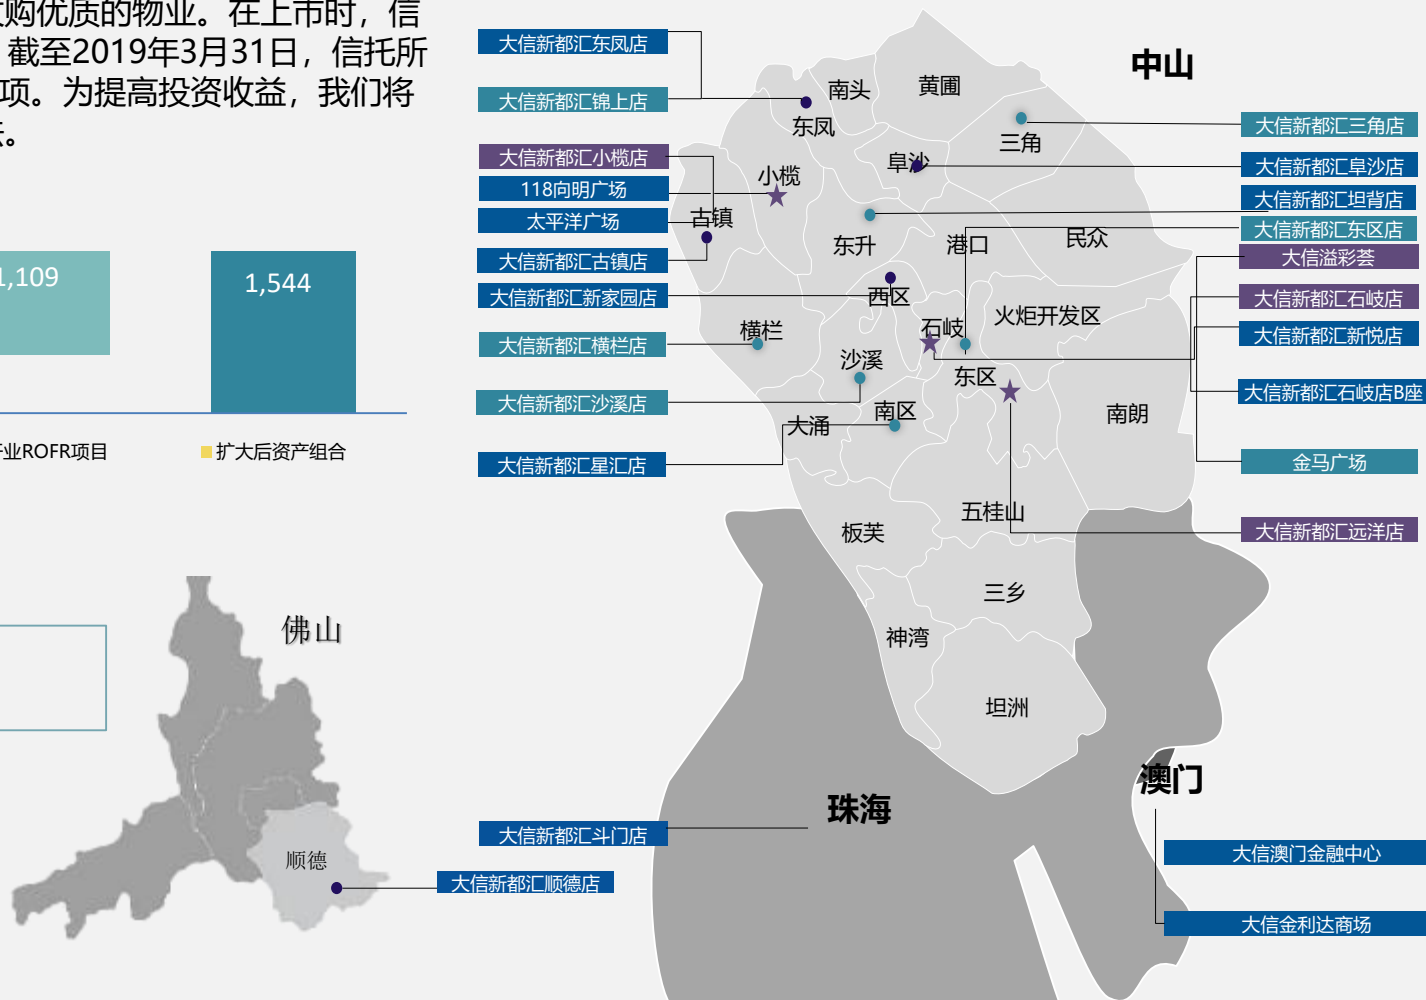 购优质的物业。在上市时，信
截至2019年3月31日，信托所
项。为提高投资收益，我们将
。
1,109
1,544
业ROFR项目
扩大后资产组合
佛山
顺德
大信新都汇顺德店
大信新都汇东凤店
大信新都汇锦上店
大信新都汇小榄店
118向明广场
太平洋广场
大信新都汇古镇店
大信新都汇新家园店
大信新都汇横栏店
大信新都汇沙溪店
大信新都汇星汇店
大信新都汇斗门店
中山
黄圃
南头
东凤
三角
阜沙
小榄
古镇
东升
港口
民众
西区
火炬开发区
石岐
横栏
沙溪
东区
南区
南朗
大涌
五桂山
板芙
三乡
神湾
坦洲
珠海
澳门
大信新都汇三角店
大信新都汇阜沙店
大信新都汇坦背店
大信新都汇东区店
大信溢彩荟
大信新都汇石岐店
大信新都汇新悦店
大信新都汇石岐店B座
金马广场
大信新都汇远洋店
大信澳门金融中心
大信金利达商场